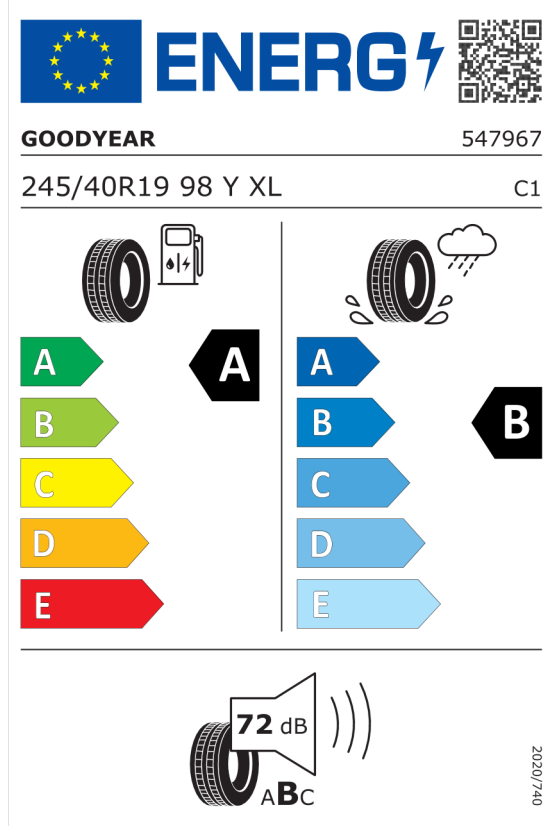 ENERG
GOODYEAR 547967
245/40R19 98 Y XL C1
A A
B
C
D
E
A
B B
C
D
E
72 dB
ABC
2020/740